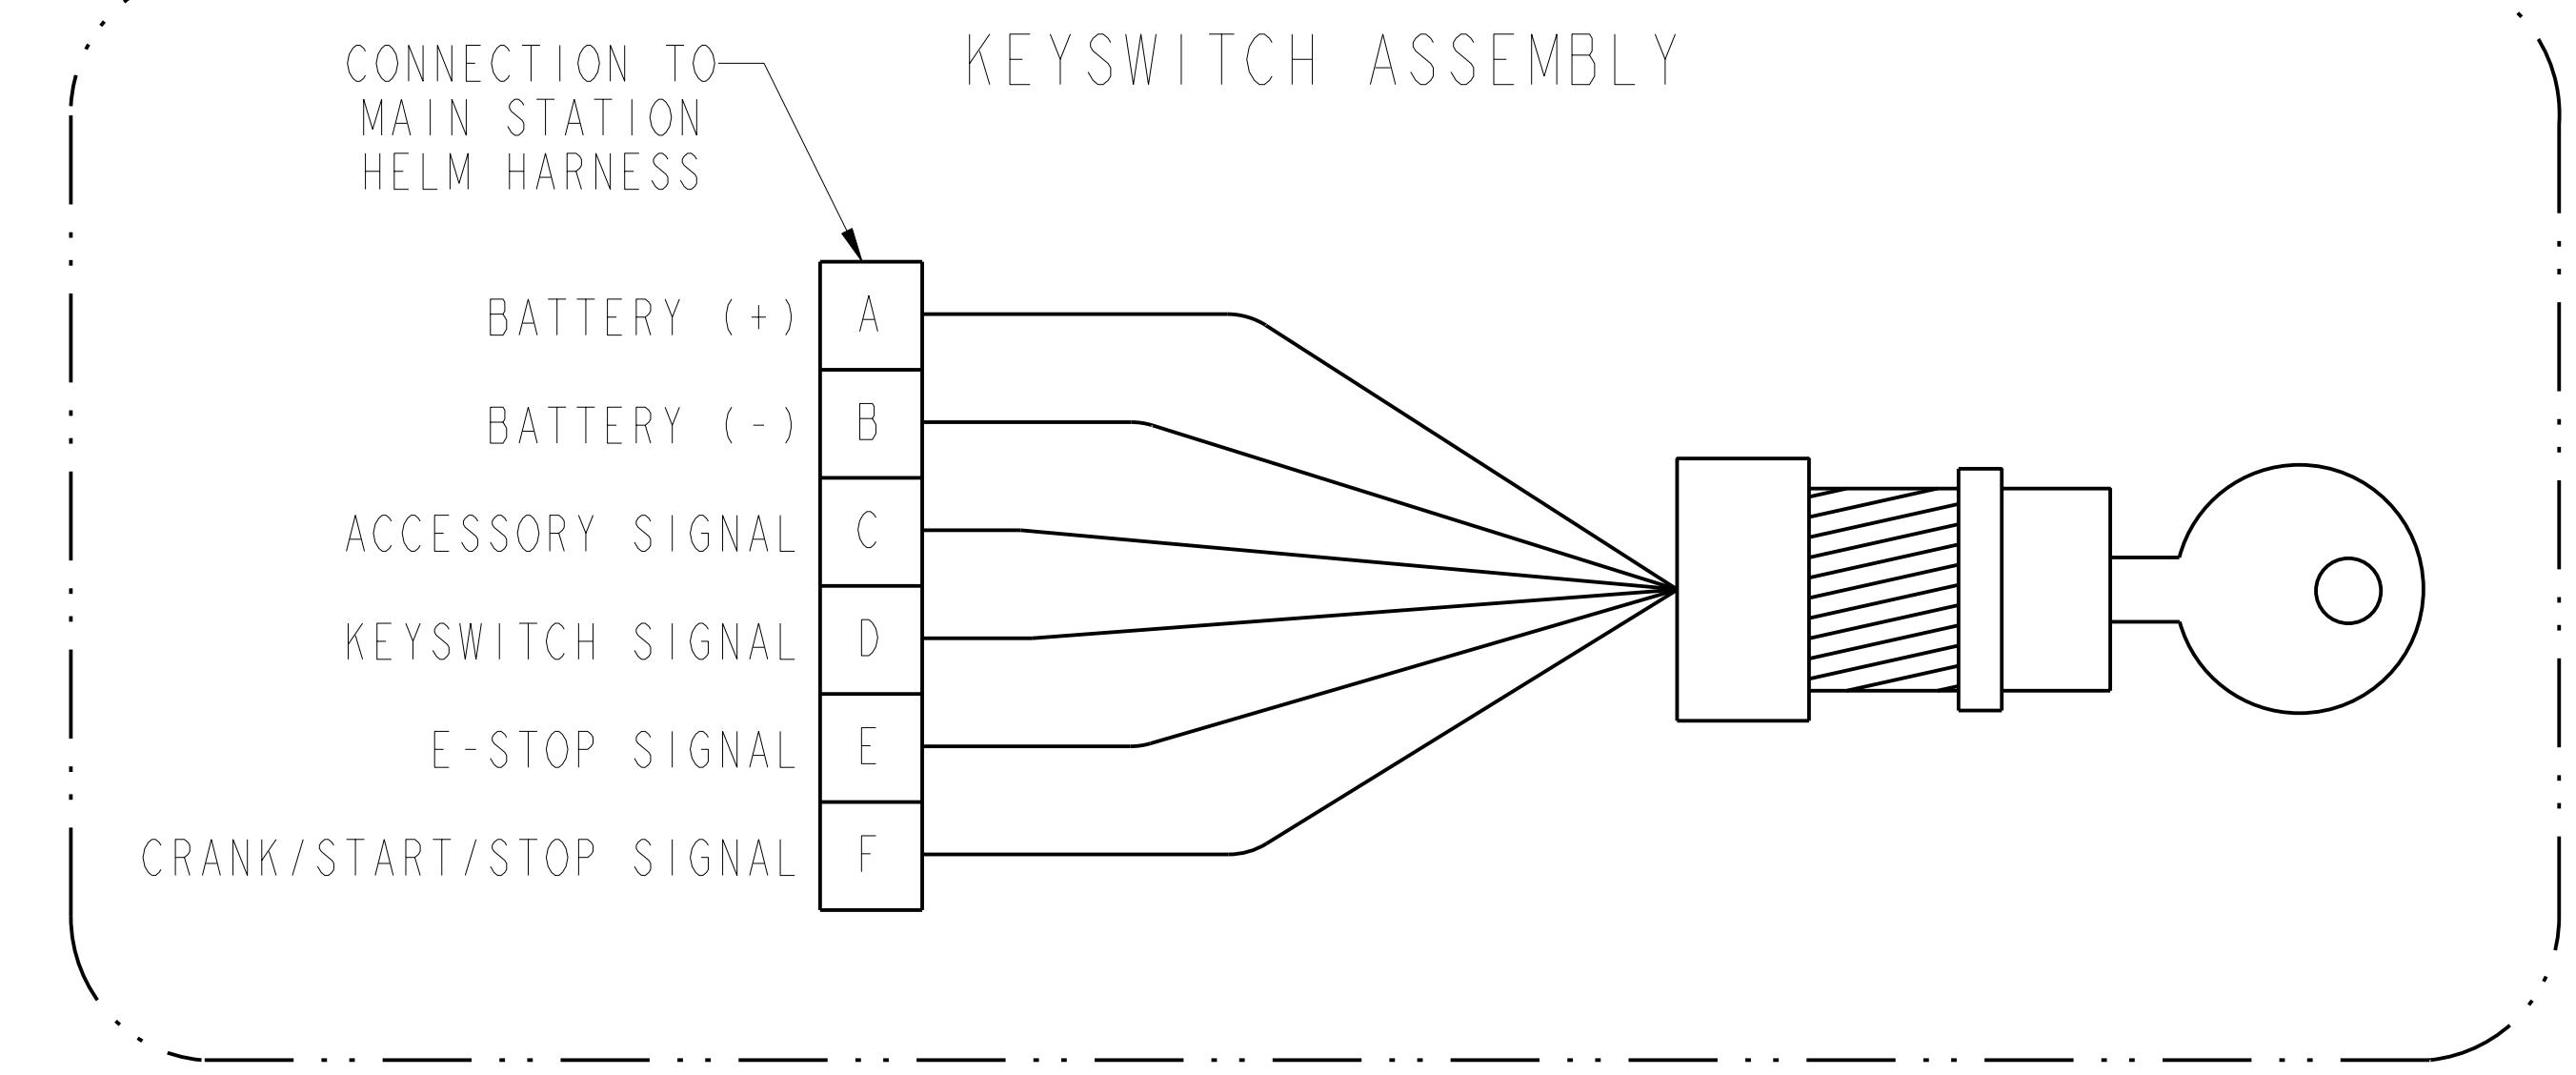 KEYSWITCH ASSEMBLY
CONNECTION TO
MAIN STATION
HELM HARNESS
BATTERY (+) A
BATTERY (-) B
ACCESSORY SIGNAL C
KEYSWITCH SIGNAL D
E-STOP SIGNAL E
CRANK/START/STOP SIGNAL F